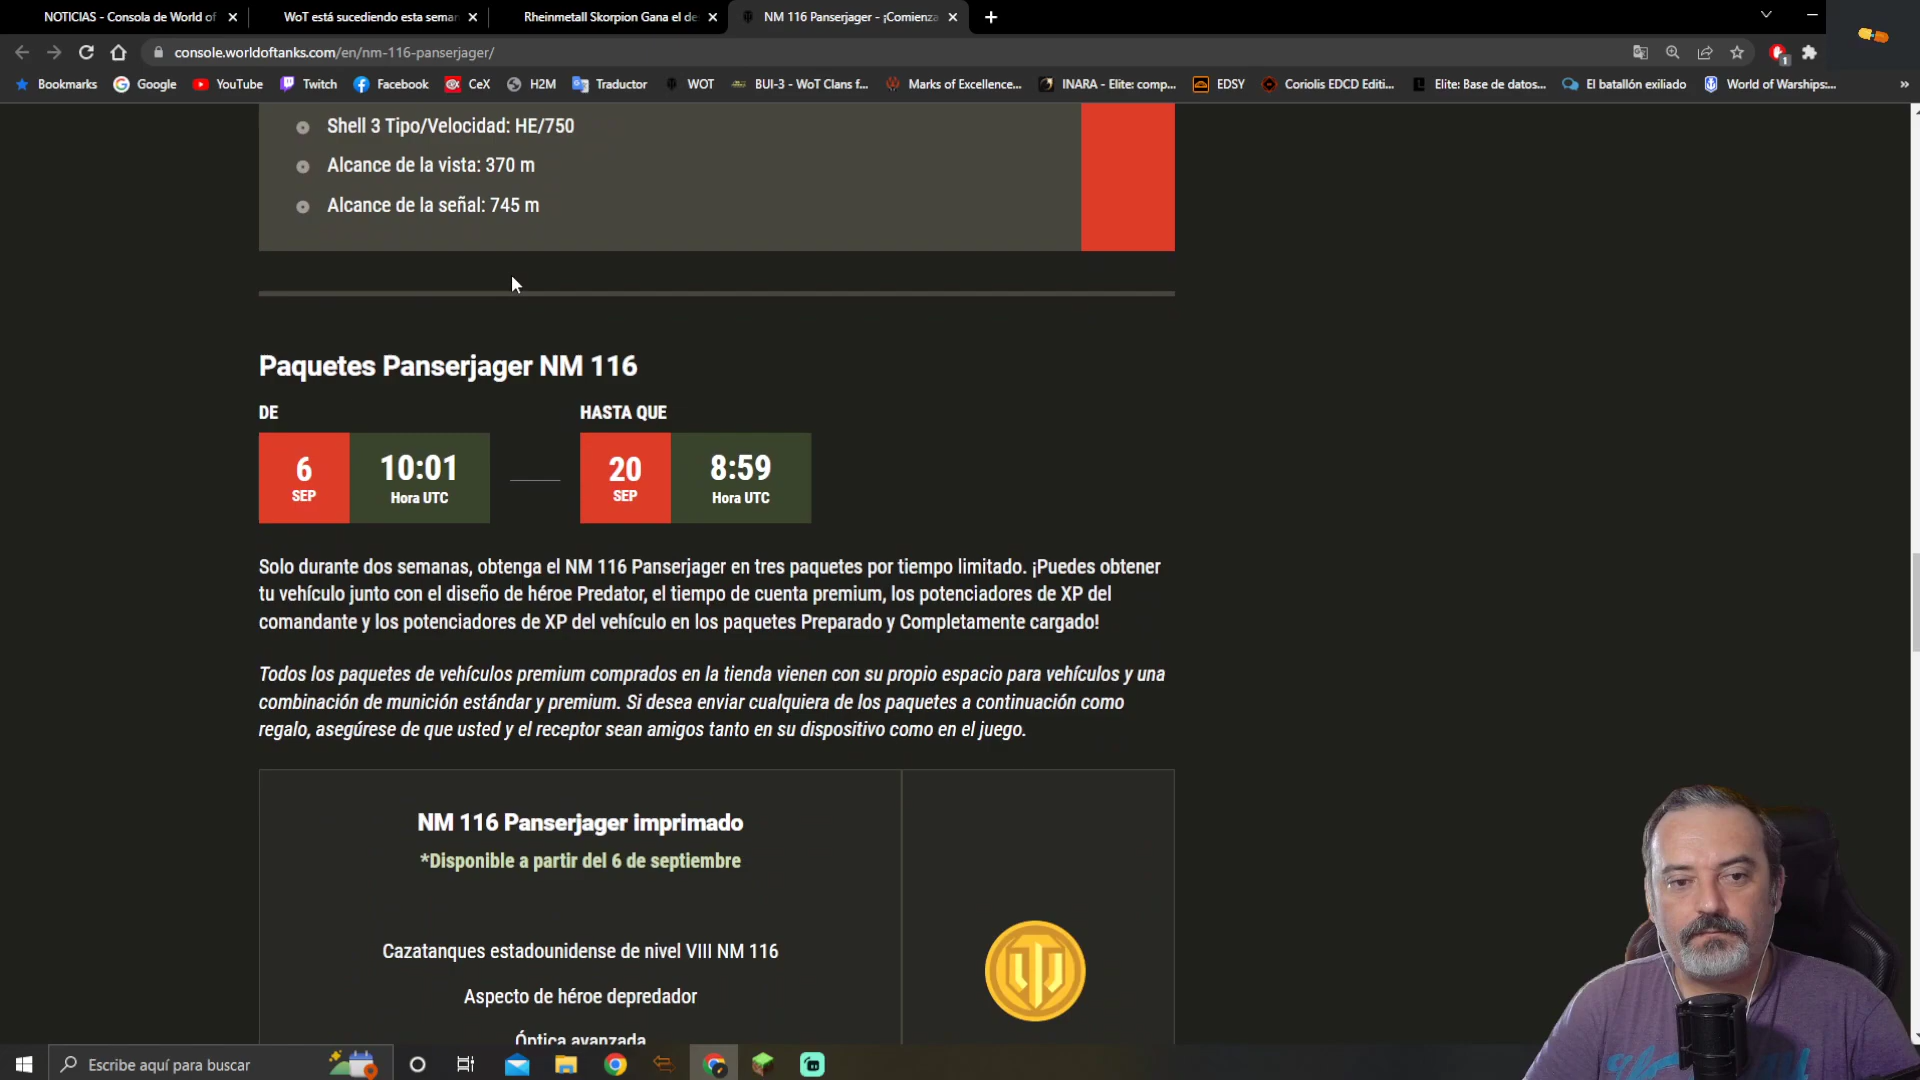 NOTICIAS - Consola de World of
WoT está sucediendo esta seman
Rheinmetall Skorpion Gana el de
NM 116 Panserjager - ¡Comienza
console.worldoftanks.com/en/nm-116-panserjager/
1
Bookmarks
Google
YouTube
Twitch
Facebook
CeX
H2M
Traductor
WOT
BUI-3 - WoT Clans f...
Marks of Excellence...
INARA - Elite: comp...
EDSY
Coriolis EDCD Editi...
Elite: Base de datos...
El batallón exiliado
World of Warships:...
Shell 3 Tipo/Velocidad: HE/750
Alcance de la vista: 370 m
Alcance de la señal: 745 m
Paquetes Panserjager NM 116
DE
HASTA QUE
6
SEP
10:01
Hora UTC
20
SEP
8:59
Hora UTC
Solo durante dos semanas, obtenga el NM 116 Panserjager en tres paquetes por tiempo limitado. ¡Puedes obtener
tu vehículo junto con el diseño de héroe Predator, el tiempo de cuenta premium, los potenciadores de XP del
comandante y los potenciadores de XP del vehículo en los paquetes Preparado y Completamente cargado!
Todos los paquetes de vehículos premium comprados en la tienda vienen con su propio espacio para vehículos y una
combinación de munición estándar y premium. Si desea enviar cualquiera de los paquetes a continuación como
regalo, asegúrese de que usted y el receptor sean amigos tanto en su dispositivo como en el juego.
NM 116 Panserjager imprimado
*Disponible a partir del 6 de septiembre
Cazatanques estadounidense de nivel VIII NM 116
Aspecto de héroe depredador
Óptica avanzada
Escribe aquí para buscar